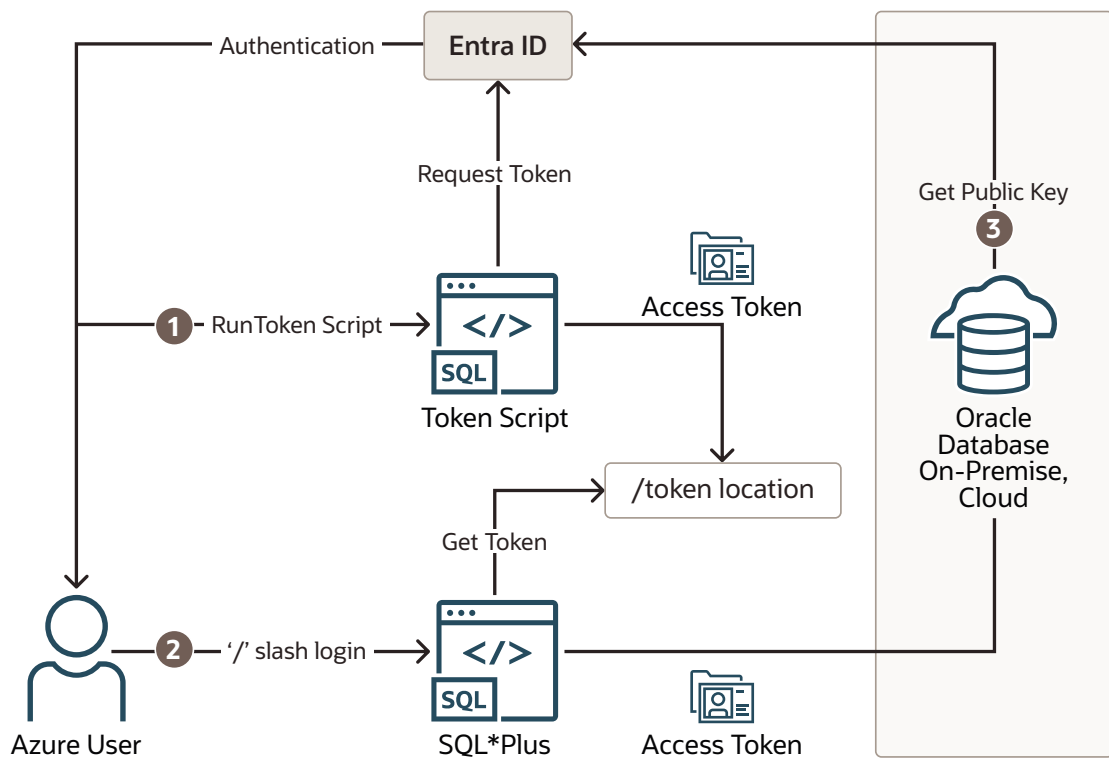 Authentication
Entra ID
Request Token
Get Public Key
3
Access Token
1
RunToken Script
</>
SQL
Token Script
Oracle
Database
On-Premise,
Cloud
/token location
Get Token
2
‘/’ slash login
</>
SQL
Azure User
SQL*Plus
Access Token